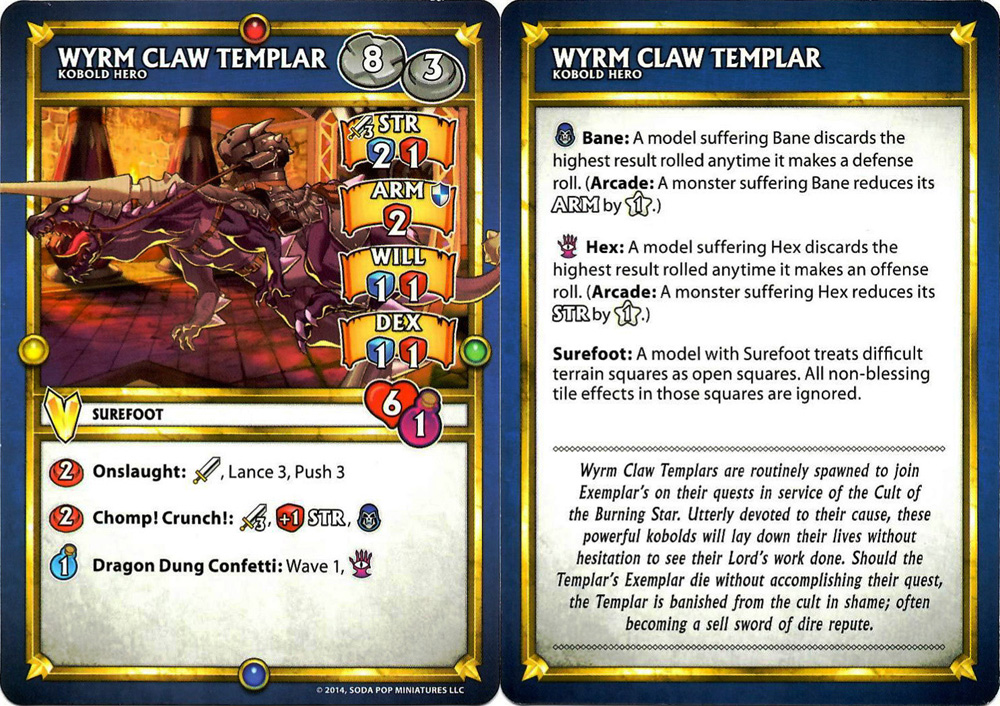 WYRM CLAW TEMPLAR
KOBOLD HERO
8
3
3 STR
2 1
ARM
2
WILL
1 1
DEX
1 1
SUREFOOT
6
1
2 Onslaught: , Lance 3, Push 3
2 Chomp! Crunch!: 3, +1 STR,
1 Dragon Dung Confetti: Wave 1,
© 2014, SODA POP MINIATURES LLC
WYRM CLAW TEMPLAR
KOBOLD HERO
Bane: A model suffering Bane discards the
highest result rolled anytime it makes a defense
roll. (Arcade: A monster suffering Bane reduces its
ARM by 1.)
Hex: A model suffering Hex discards the
highest result rolled anytime it makes an offense
roll. (Arcade: A monster suffering Hex reduces its
STR by 1.)
Surefoot: A model with Surefoot treats difficult
terrain squares as open squares. All non-blessing
tile effects in those squares are ignored.
Wyrm Claw Templars are routinely spawned to join
Exemplar's on their quests in service of the Cult of
the Burning Star. Utterly devoted to their cause, these
powerful kobolds will lay down their lives without
hesitation to see their Lord's work done. Should the
Templar's Exemplar die without accomplishing their quest,
the Templar is banished from the cult in shame; often
becoming a sell sword of dire repute.